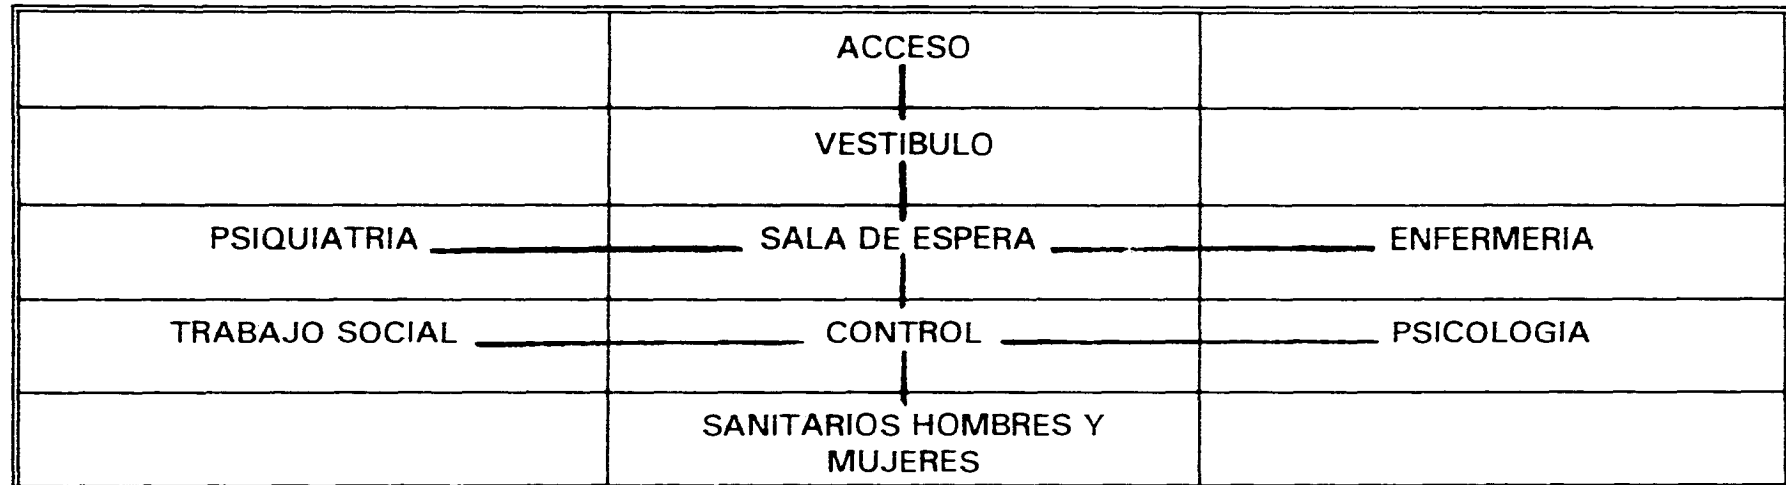 ACCESO
VESTIBULO
PSIQUIATRIA SALA DE ESPERA ENFERMERIA
TRABAJO SOCIAL CONTROL PSICOLOGIA
SANITARIOS HOMBRES Y
MUJERES